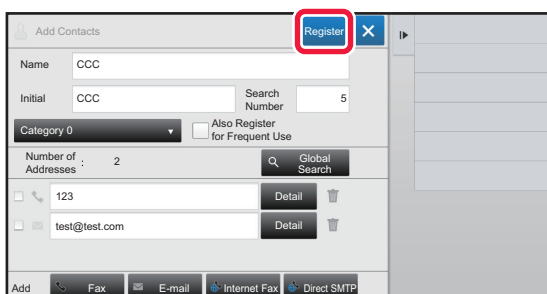 Add Contacts Register
Name CCC
Initial CCC Search Number 5
Category 0 Also Register for Frequent Use
Number of Addresses : 2 Global Search
123 Detail
test@test.com Detail
Add Fax E-mail Internet Fax Direct SMTP